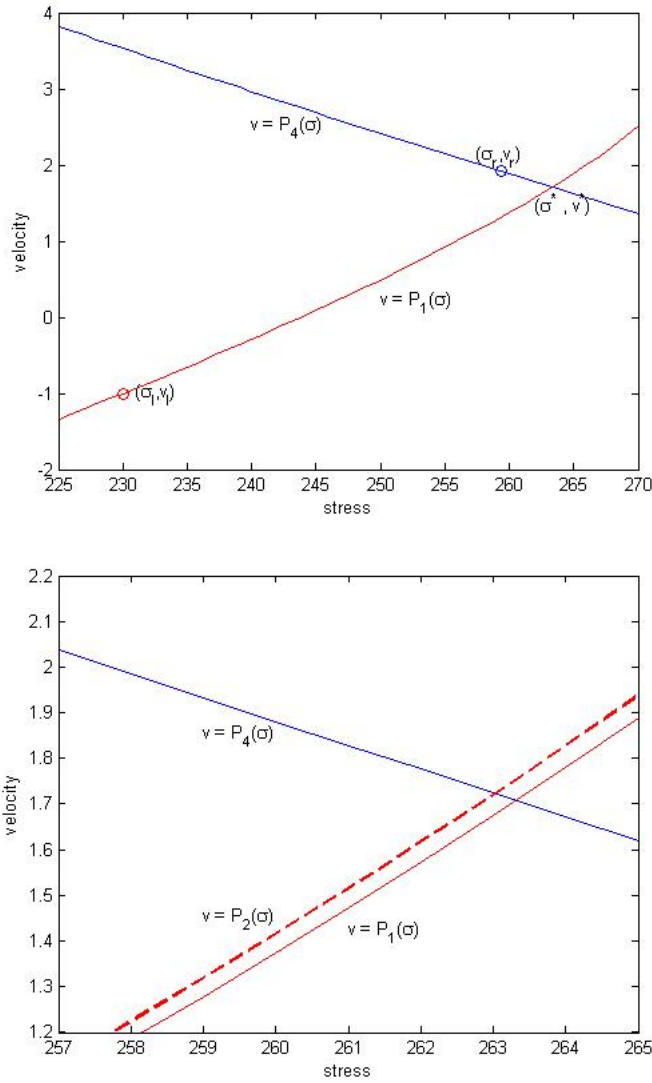 4
3
2
1
0
-1
-2
velocity
v = P₄(σ)
(σᵣ,vᵣ)
(σ*, v*)
v = P₁(σ)
(σₗ,vₗ)
225 230 235 240 245 250 255 260 265 270
stress
2.2
2.1
2
1.9
1.8
1.7
1.6
1.5
1.4
1.3
1.2
velocity
v = P₄(σ)
v = P₂(σ)
v = P₁(σ)
257 258 259 260 261 262 263 264 265
stress